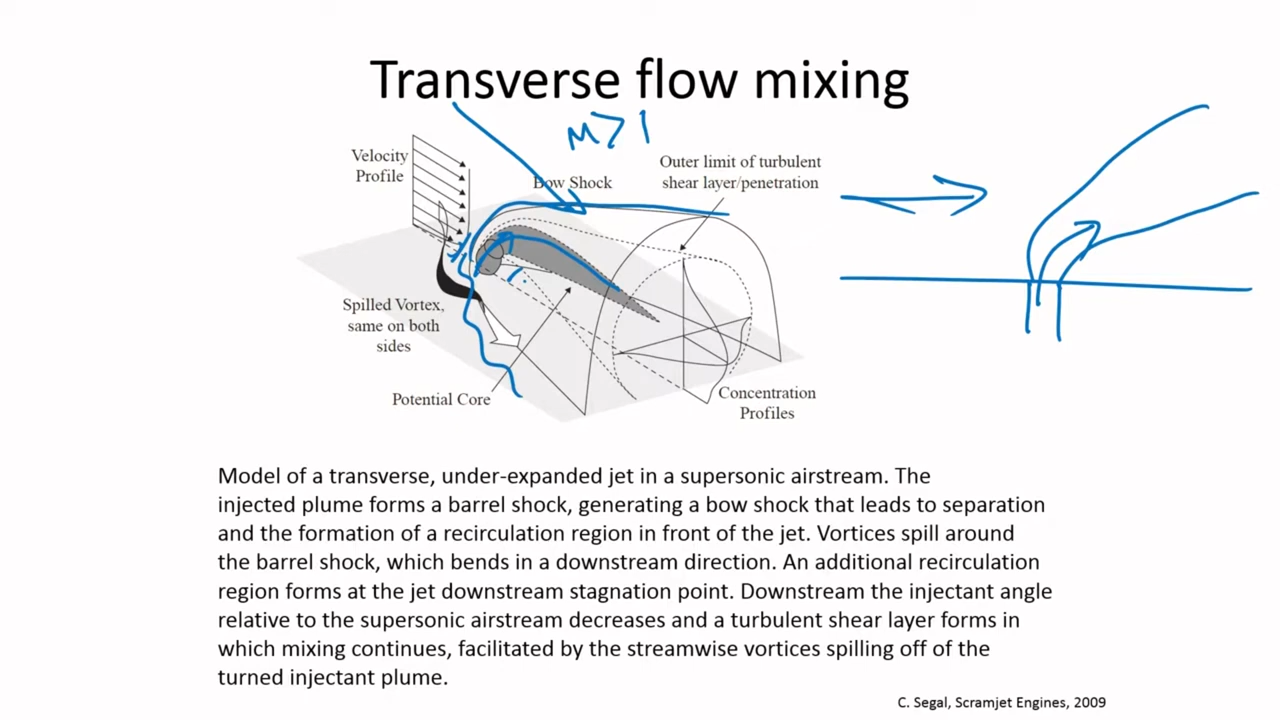 Transverse flow mixing
M>1
Velocity
Profile
Bow Shock
Outer limit of turbulent
shear layer/penetration
Spilled Vortex,
same on both
sides
Potential Core
Concentration
Profiles
Model of a transverse, under-expanded jet in a supersonic airstream. The
injected plume forms a barrel shock, generating a bow shock that leads to separation
and the formation of a recirculation region in front of the jet. Vortices spill around
the barrel shock, which bends in a downstream direction. An additional recirculation
region forms at the jet downstream stagnation point. Downstream the injectant angle
relative to the supersonic airstream decreases and a turbulent shear layer forms in
which mixing continues, facilitated by the streamwise vortices spilling off of the
turned injectant plume.
C. Segal, Scramjet Engines, 2009